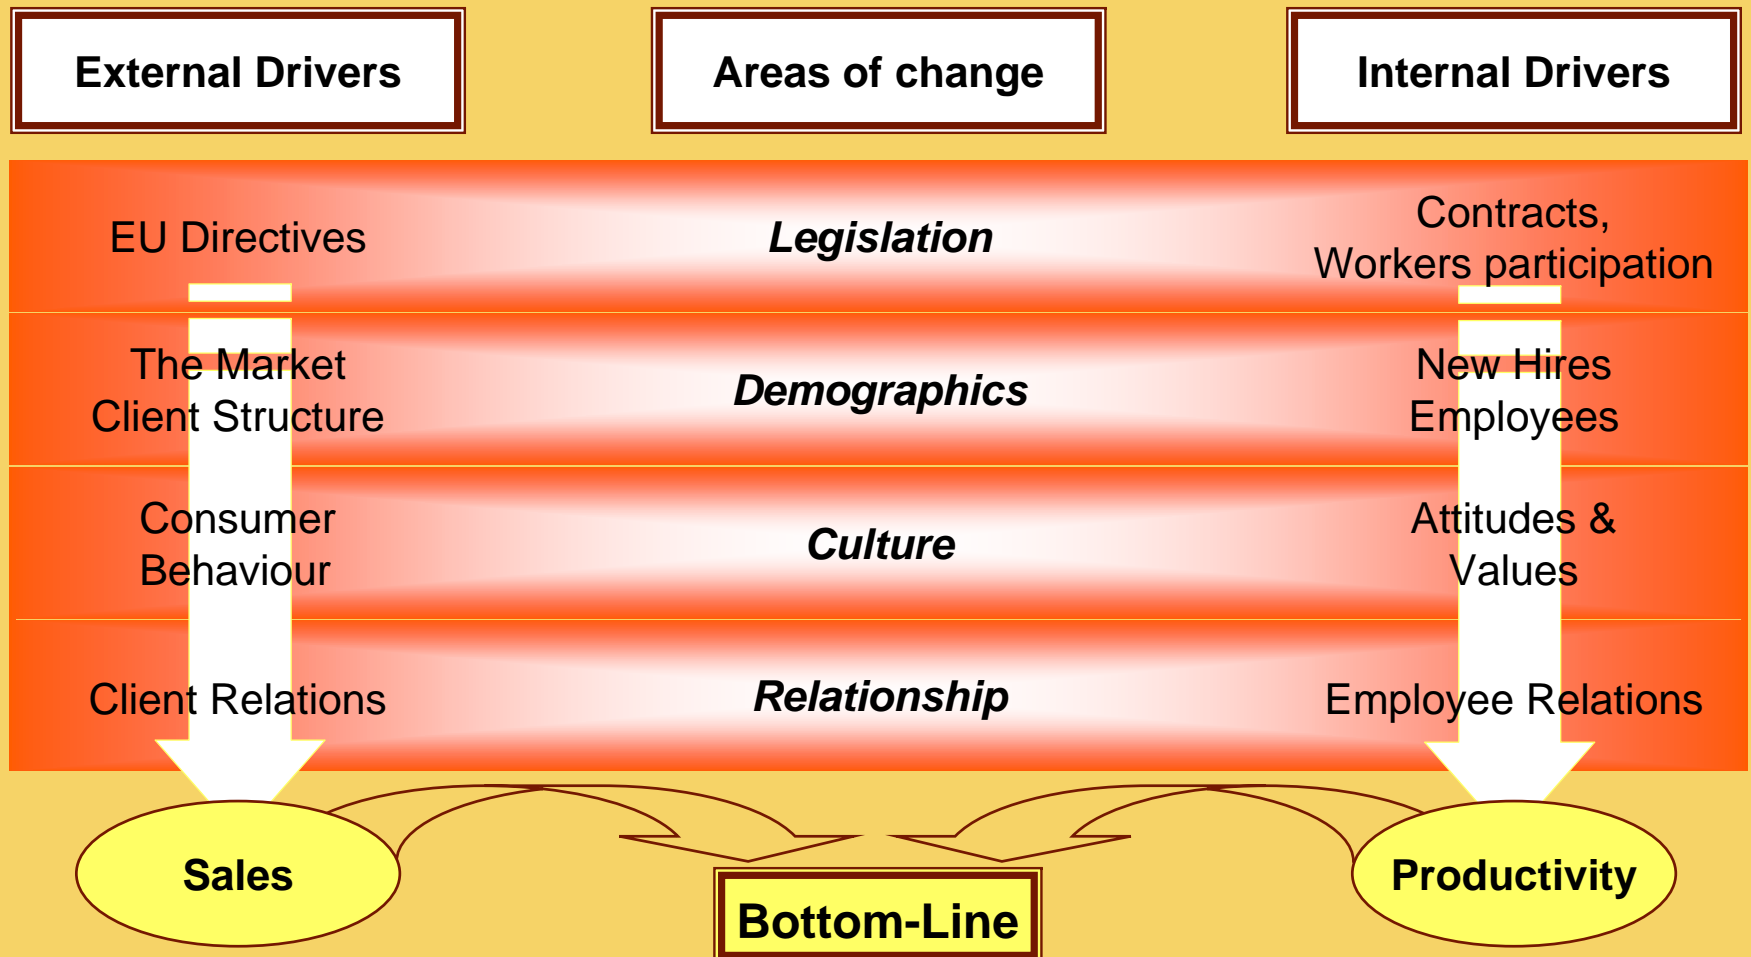 External Drivers
Areas of change
Internal Drivers
EU Directives
Legislation
Contracts,
Workers participation
The Market
Client Structure
Demographics
New Hires
Employees
Consumer
Behaviour
Culture
Attitudes &
Values
Client Relations
Relationship
Employee Relations
Sales
Bottom-Line
Productivity